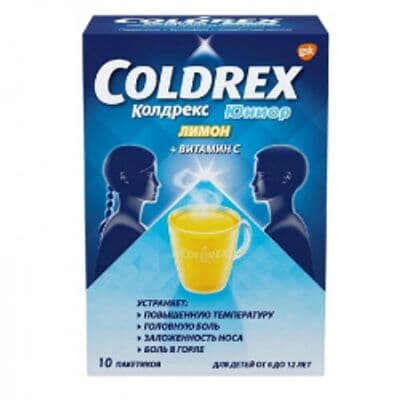 gsk
COLDREX
Колдрекс Юниор
ЛИМОН
+ ВИТАМИН С
COLDREX
УСТРАНЯЕТ:
ПОВЫШЕННУЮ ТЕМПЕРАТУРУ
ГОЛОВНУЮ БОЛЬ
ЗАЛОЖЕННОСТЬ НОСА
БОЛЬ В ГОРЛЕ
10 ПАКЕТИКОВ ДЛЯ ДЕТЕЙ ОТ 6 ДО 12 ЛЕТ